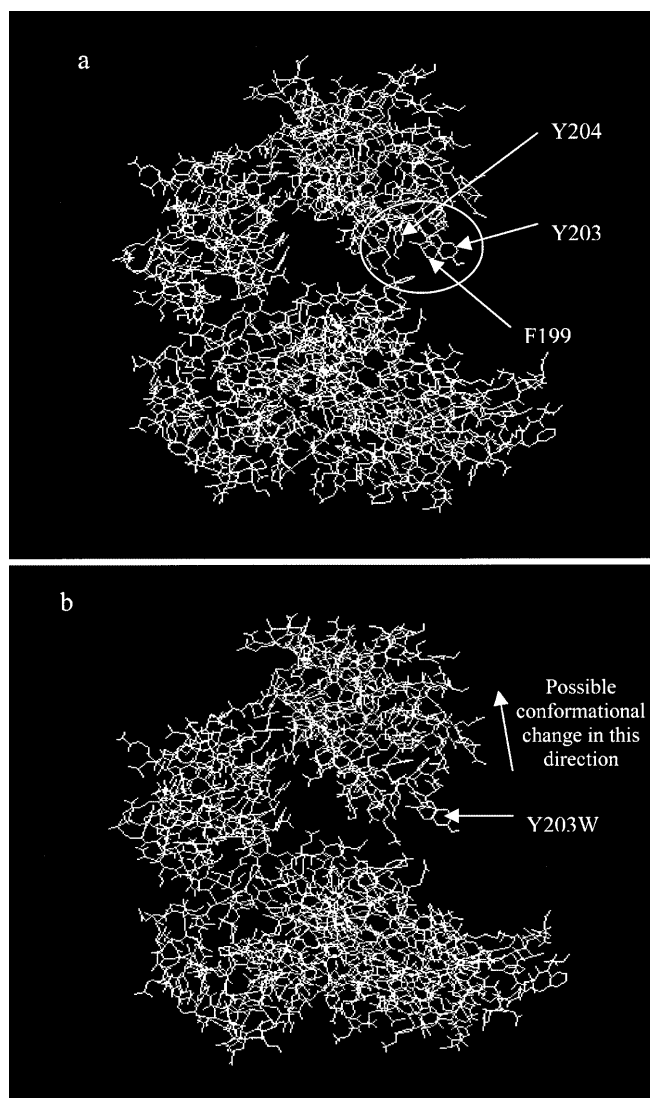 a
Y204
Y203
F199
b
Possible
conformational
change in this
direction
Y203W